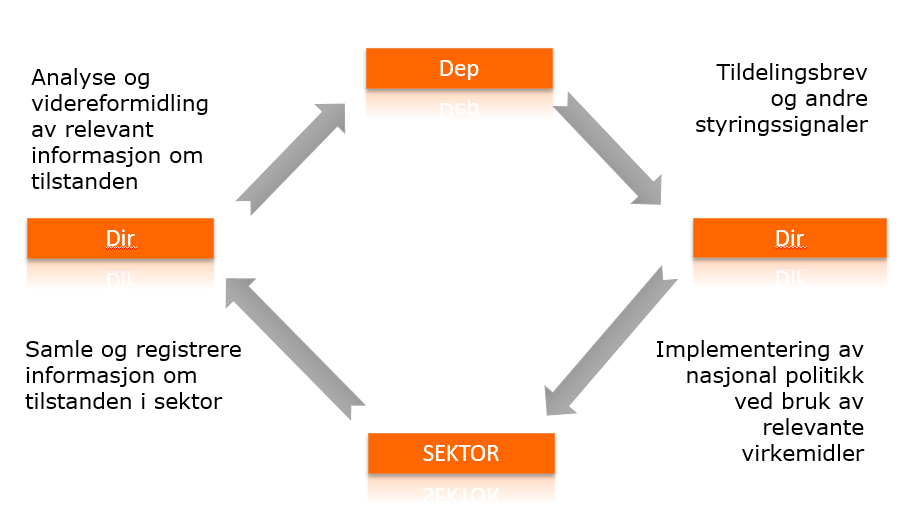 Dep
Analyse og
videreformidling
av relevant
informasjon om
tilstanden
Tildelingsbrev
og andre
styringssignaler
Dir
Dir
Samle og registrere
informasjon om
tilstanden i sektor
Implementering av
nasjonal politikk
ved bruk av
relevante
virkemidler
SEKTOR